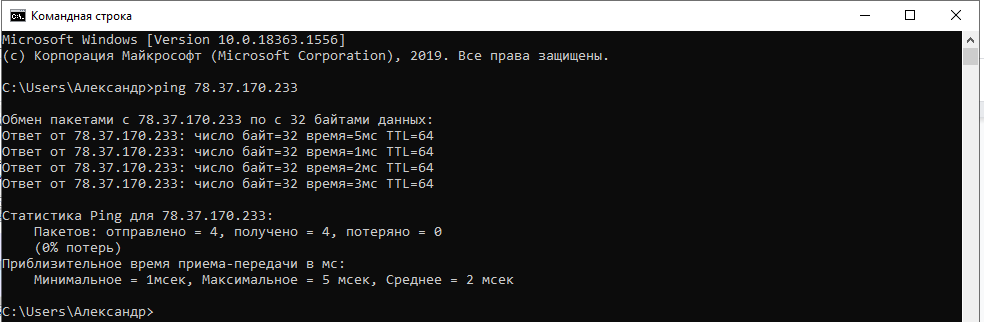 Командная строка
Microsoft Windows [Version 10.0.18363.1556]
(c) Корпорация Майкрософт (Microsoft Corporation), 2019. Все права защищены.
C:\Users\Александр>ping 78.37.170.233
Обмен пакетами с 78.37.170.233 по с 32 байтами данных:
Ответ от 78.37.170.233: число байт=32 время=5мс TTL=64
Ответ от 78.37.170.233: число байт=32 время=1мс TTL=64
Ответ от 78.37.170.233: число байт=32 время=2мс TTL=64
Ответ от 78.37.170.233: число байт=32 время=3мс TTL=64
Статистика Ping для 78.37.170.233:
Пакетов: отправлено = 4, получено = 4, потеряно = 0
(0% потерь)
Приблизительное время приема-передачи в мс:
Минимальное = 1мсек, Максимальное = 5 мсек, Среднее = 2 мсек
C:\Users\Александр>